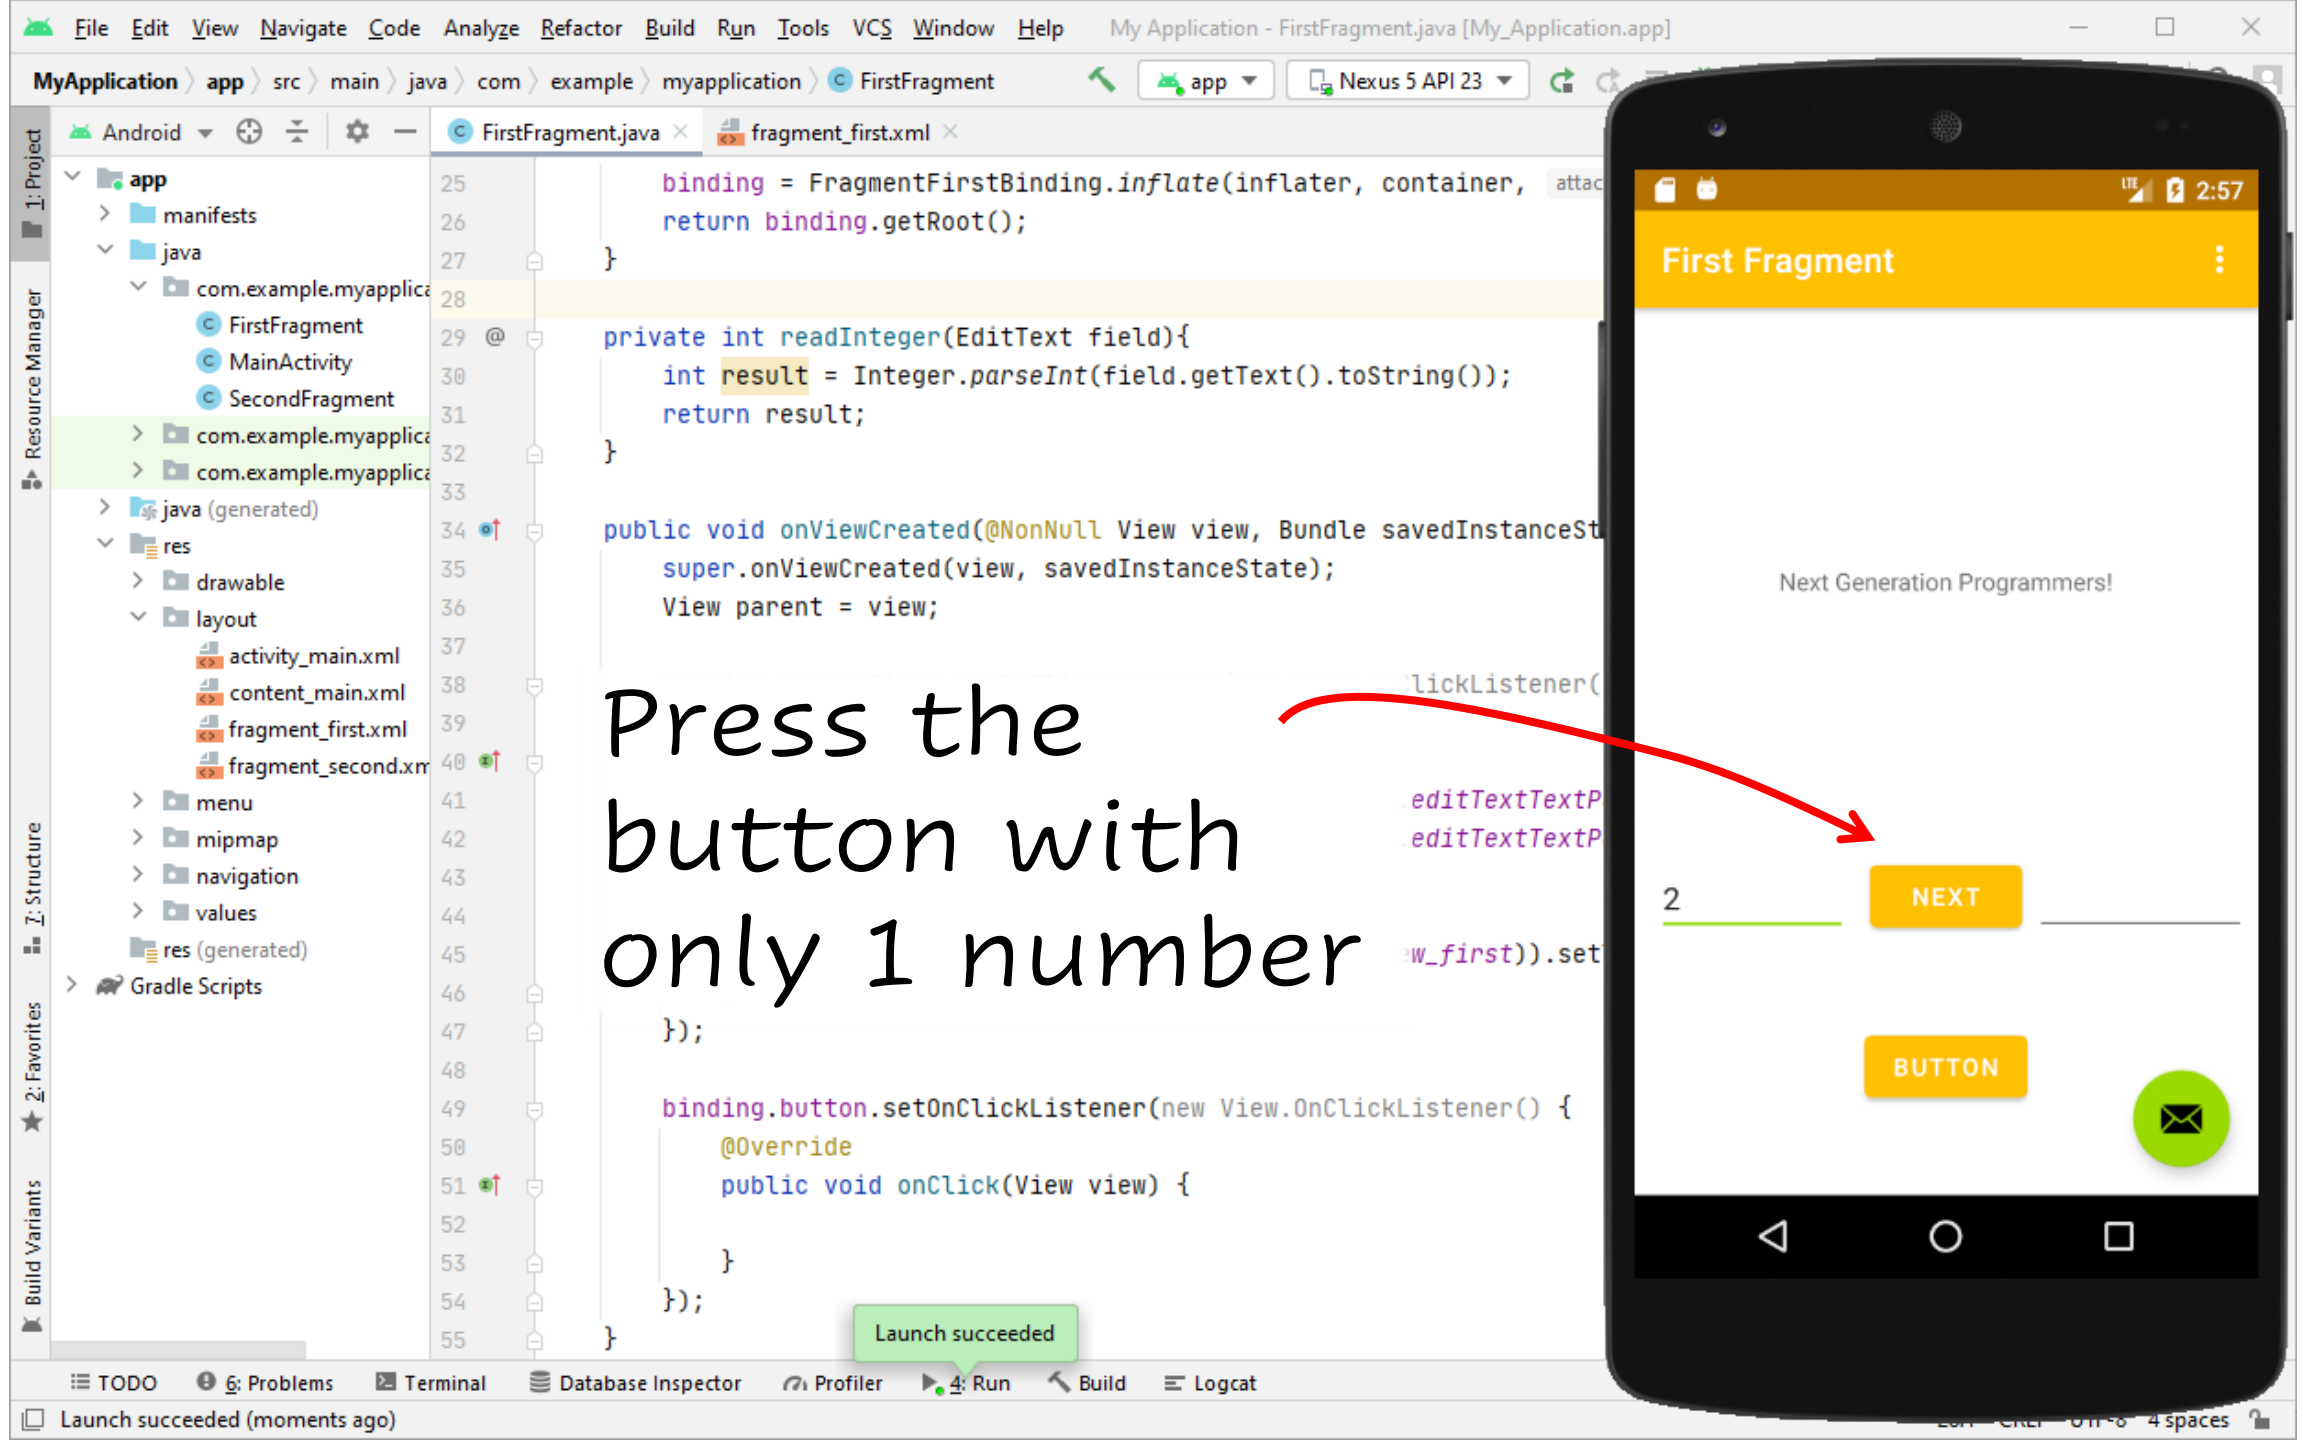 File Edit View Navigate Code Analyze Refactor Build Run Tools VCS Window Help My Application - FirstFragment.java [My_Application.app]
MyApplication app src main java com example myapplication FirstFragment app Nexus 5 API 23
1: Project
Resource Manager
7: Structure
2: Favorites
Build Variants
Android
app
manifests
java
com.example.myapplica
FirstFragment
MainActivity
SecondFragment
com.example.myapplica
com.example.myapplica
java (generated)
res
drawable
layout
activity_main.xml
content_main.xml
fragment_first.xml
fragment_second.xm
menu
mipmap
navigation
values
res (generated)
Gradle Scripts
FirstFragment.java fragment_first.xml
25 binding = FragmentFirstBinding.inflate(inflater, container, attac
26 return binding.getRoot();
27 }
28
29 @ private int readInteger(EditText field){
30 int result = Integer.parseInt(field.getText().toString());
31 return result;
32 }
33
34 public void onViewCreated(@NonNull View view, Bundle savedInstanceSt
35 super.onViewCreated(view, savedInstanceState);
36 View parent = view;
37
38 lickListener(
39
40
41 .editTextTextP
42 .editTextTextP
43
44
45 w_first)).set
46
47 });
48
49 binding.button.setOnClickListener(new View.OnClickListener() {
50 @Override
51 public void onClick(View view) {
52
53 }
54 });
55 }
Press the
button with
only 1 number
LTE 2:57
First Fragment
Next Generation Programmers!
2 NEXT
BUTTON
Launch succeeded
TODO 6: Problems Terminal Database Inspector Profiler 4: Run Build Logcat
Launch succeeded (moments ago) 4 spaces